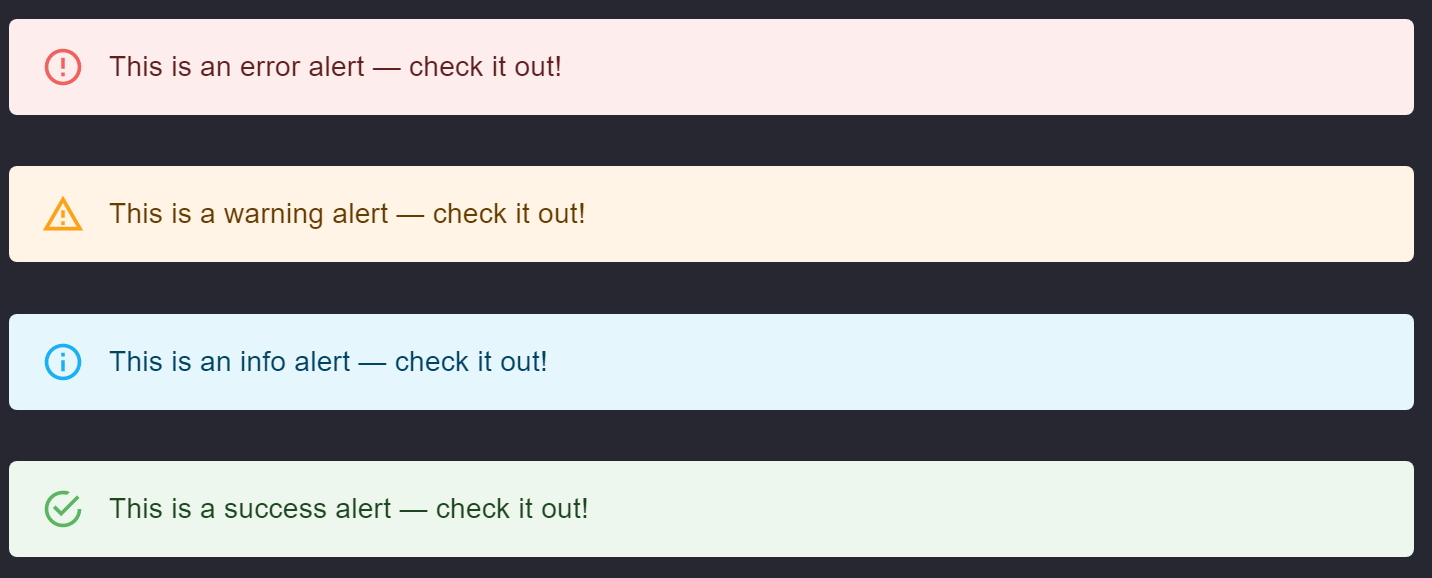 This is an error alert — check it out!
This is a warning alert — check it out!
This is an info alert — check it out!
This is a success alert — check it out!